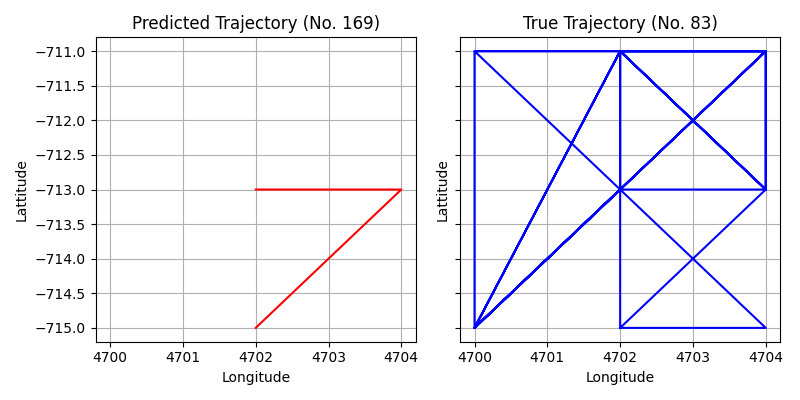 Predicted Trajectory (No. 169)
−711.0
−711.5
−712.0
−712.5
−713.0
−713.5
−714.0
−714.5
−715.0
Lattitude
4700 4701 4702 4703 4704
Longitude
True Trajectory (No. 83)
Lattitude
4700 4701 4702 4703 4704
Longitude